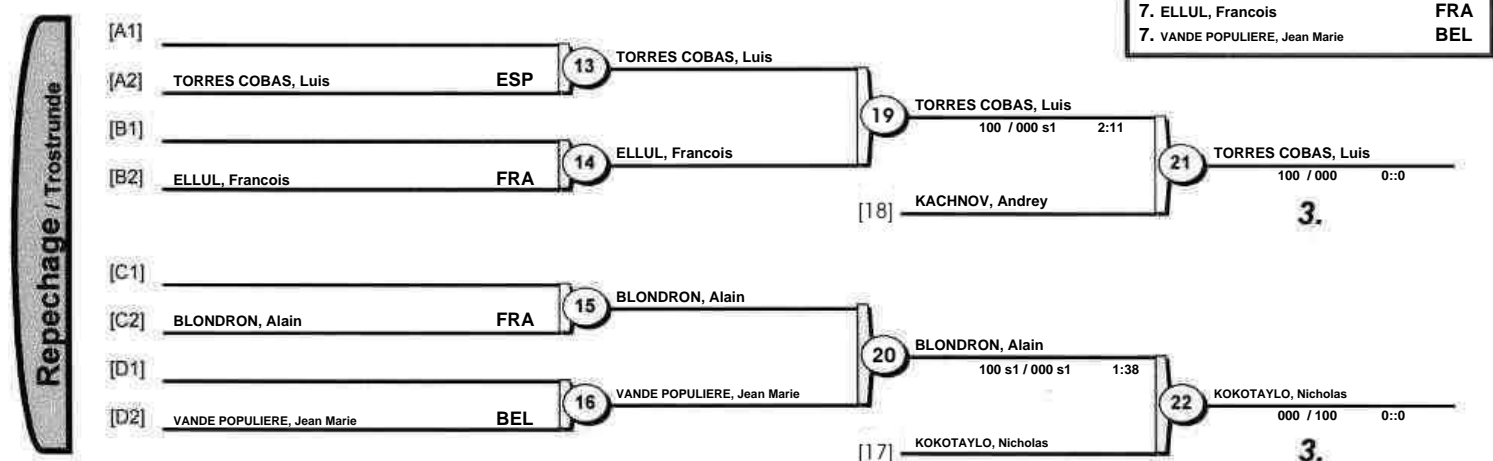 7. ELLUL, Francois FRA
7. VANDE POPULIERE, Jean Marie BEL
Repechage / Trostrunde
[A1]
[A2] TORRES COBAS, Luis ESP
13 TORRES COBAS, Luis
[B1]
[B2] ELLUL, Francois FRA
14 ELLUL, Francois
19 TORRES COBAS, Luis
100 / 000 s1 2:11
[18] KACHNOV, Andrey
21 TORRES COBAS, Luis
100 / 000 0::0
3.
[C1]
[C2] BLONDRON, Alain FRA
15 BLONDRON, Alain
[D1]
[D2] VANDE POPULIERE, Jean Marie BEL
16 VANDE POPULIERE, Jean Marie
20 BLONDRON, Alain
100 s1 / 000 s1 1:38
[17] KOKOTAYLO, Nicholas
22 KOKOTAYLO, Nicholas
000 / 100 0::0
3.